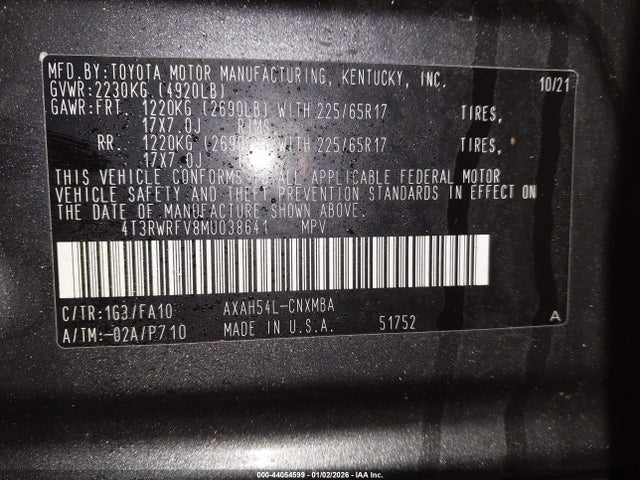 MFD.BY:TOYOTA MOTOR MANUFACTURING, KENTUCKY, INC. 10/21
GVWR:2230KG (4920LB)
GAWR:FRT. 1220KG (2690LB) WITH 225/65R17 TIRES,
17X7.0J RIMS
RR. 1220KG (2690LB) WITH 225/65R17 TIRES,
17X7.0J
THIS VEHICLE CONFORMS TO ALL APPLICABLE FEDERAL MOTOR
VEHICLE SAFETY AND THEFT PREVENTION STANDARDS IN EFFECT ON
THE DATE OF MANUFACTURE SHOWN ABOVE.
4T3RWRFV8MU038641 MPV
C/TR:1G3/FA10 AXAH54L-CNXMBA
A/TM:-02A/P710 MADE IN U.S.A. 51752 A
000-44054599 - 01/02/2026 - IAA Inc.